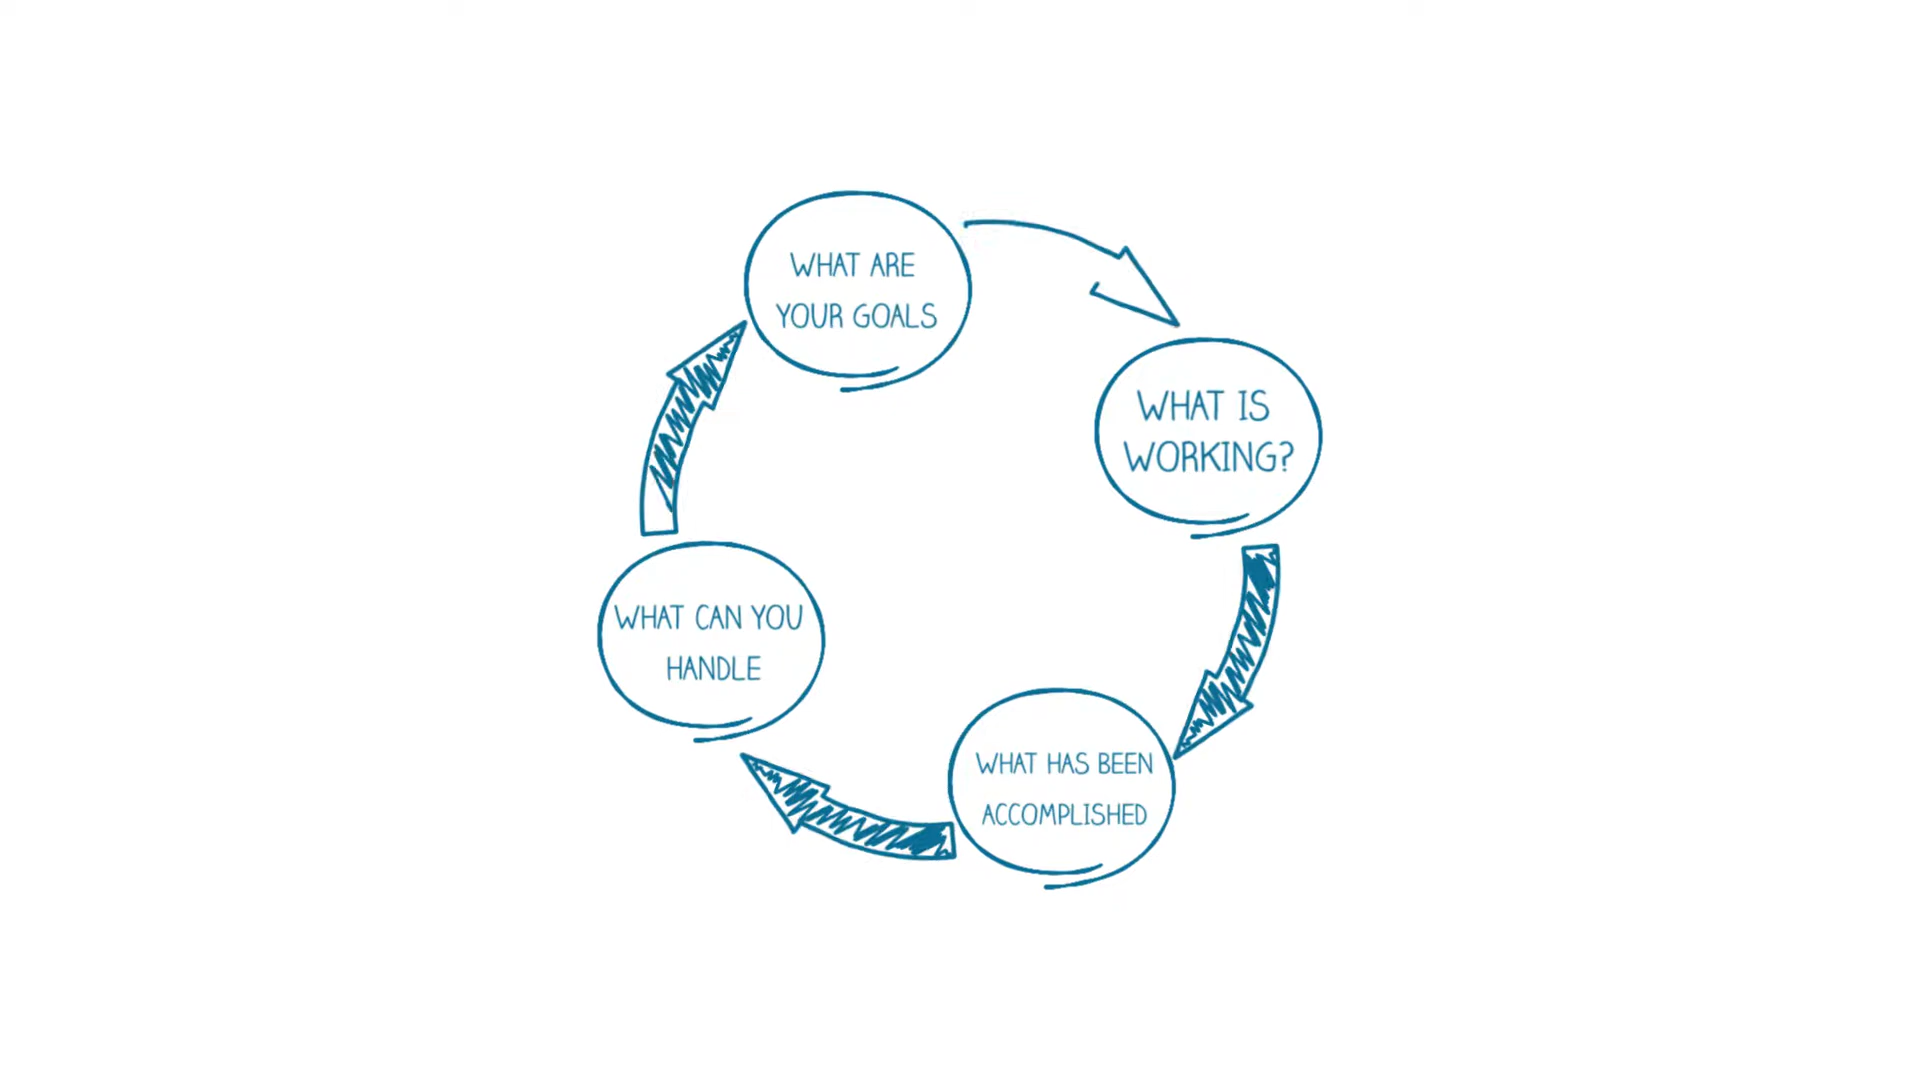 WHAT ARE
YOUR GOALS
WHAT IS
WORKING?
WHAT HAS BEEN
ACCOMPLISHED
WHAT CAN YOU
HANDLE